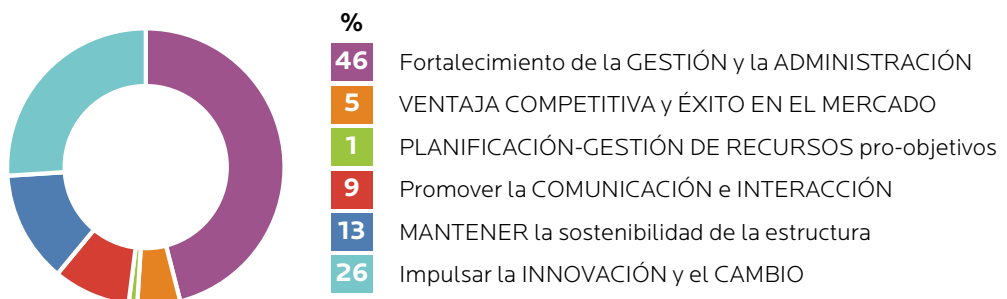 %
46 Fortalecimiento de la GESTIÓN y la ADMINISTRACIÓN
5 VENTAJA COMPETITIVA y ÉXITO EN EL MERCADO
1 PLANIFICACIÓN-GESTIÓN DE RECURSOS pro-objetivos
9 Promover la COMUNICACIÓN e INTERACCIÓN
13 MANTENER la sostenibilidad de la estructura
26 Impulsar la INNOVACIÓN y el CAMBIO